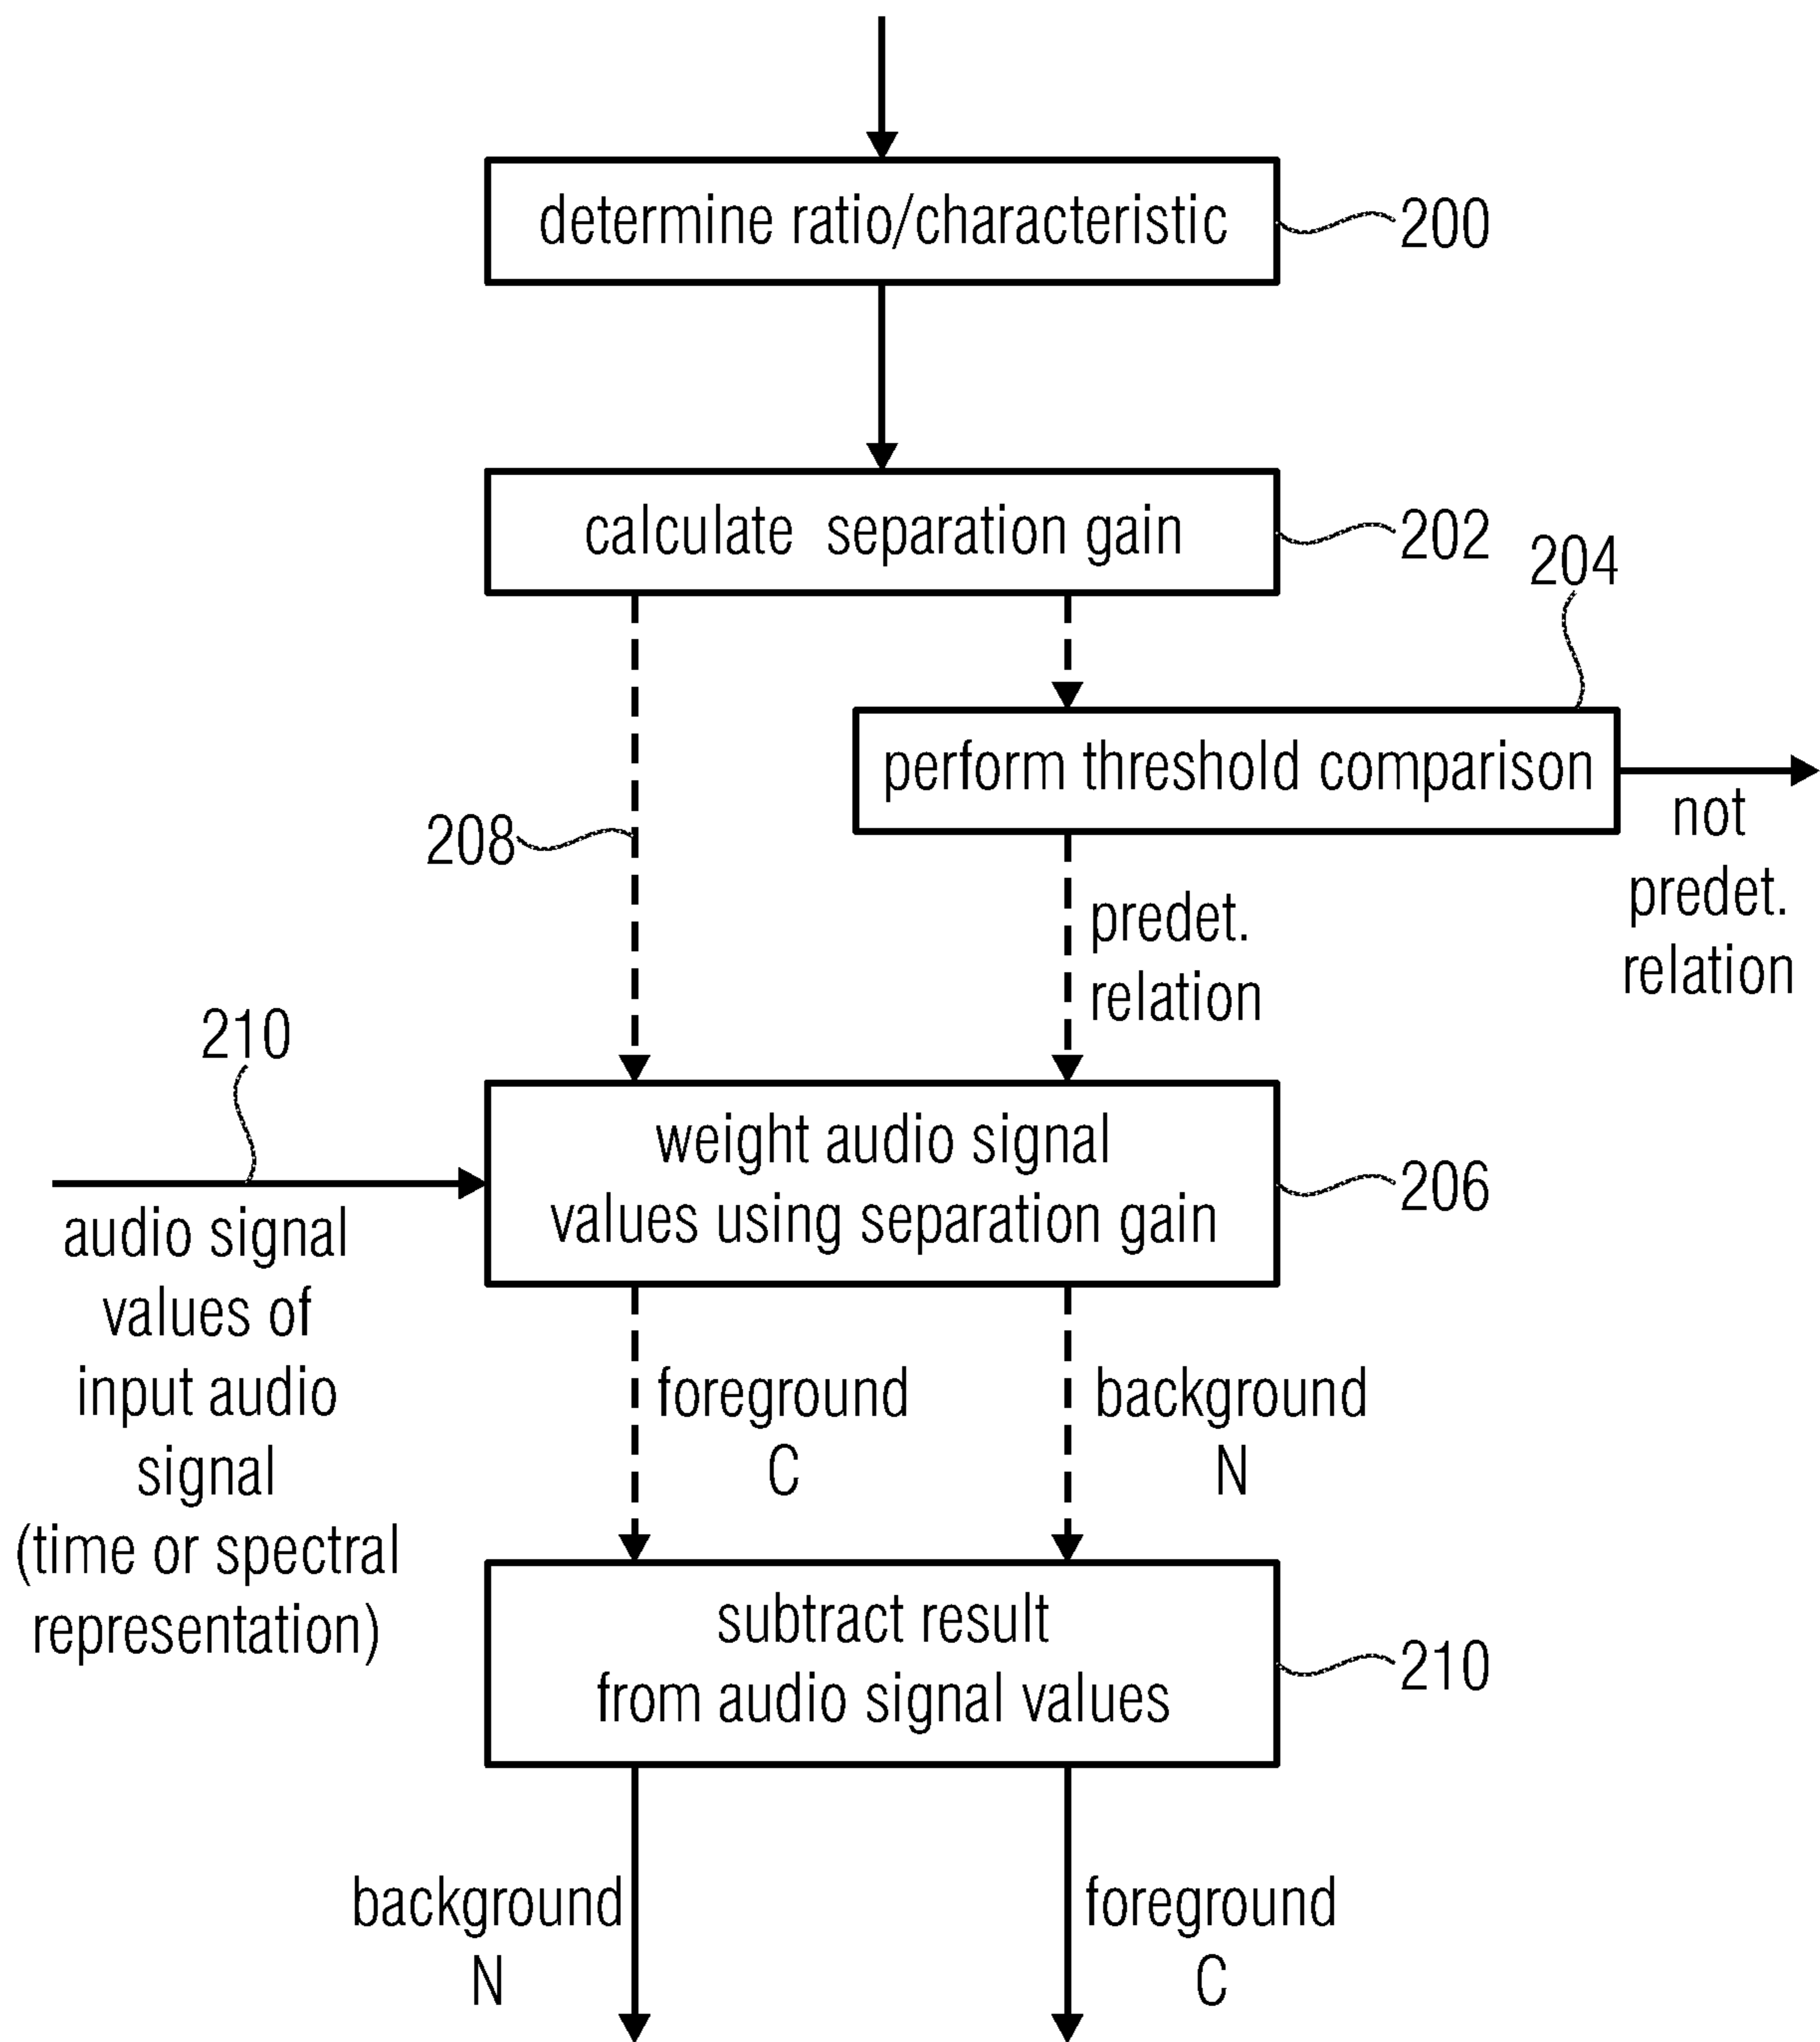 determine ratio/characteristic
200
calculate separation gain
202
204
perform threshold comparison
not
predet.
relation
208
predet.
relation
210
weight audio signal
values using separation gain
206
audio signal
values of
input audio
signal
(time or spectral
representation)
foreground
C
background
N
subtract result
from audio signal values
210
background
N
foreground
C